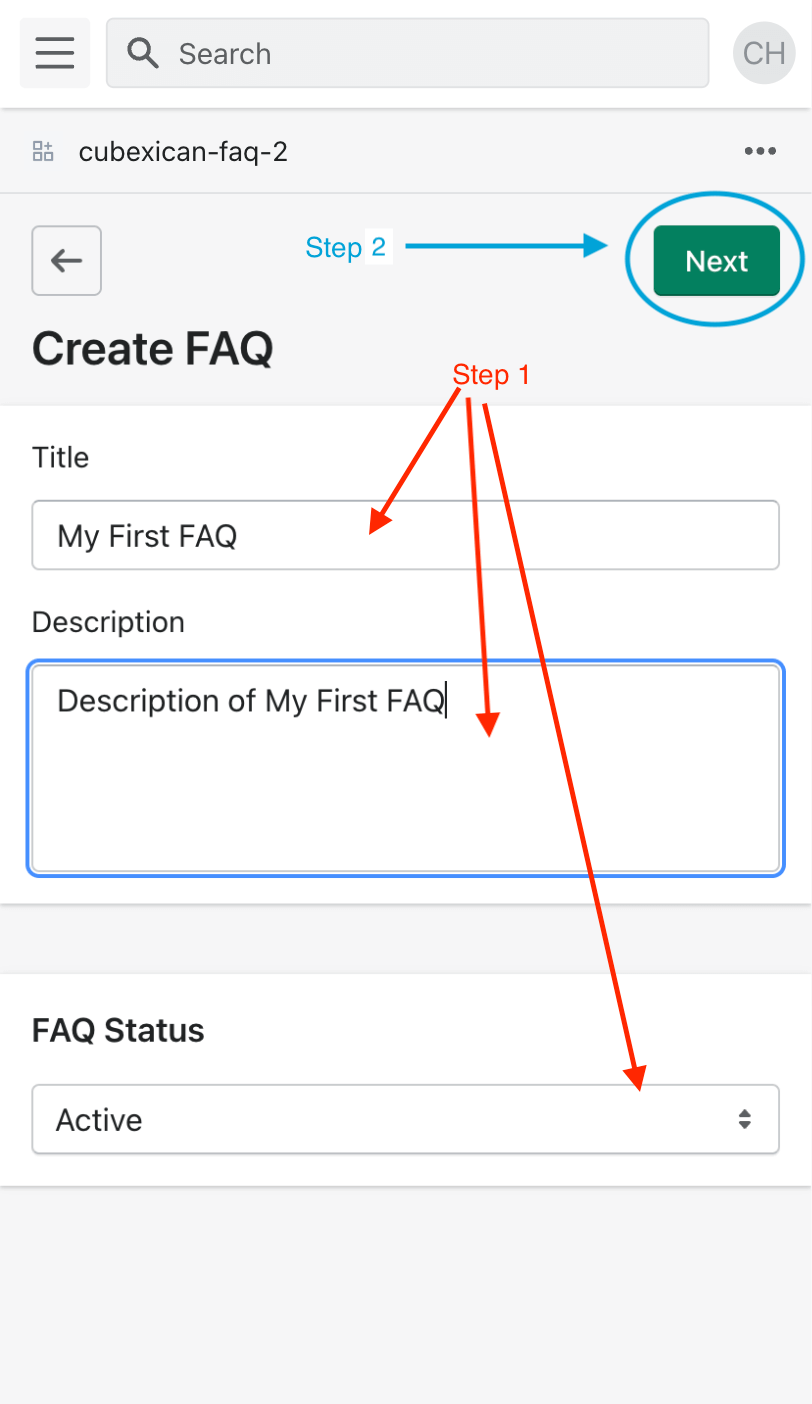 Search
CH
cubexican-faq-2
Step 2
Next
Create FAQ
Step 1
Title
My First FAQ
Description
Description of My First FAQ
FAQ Status
Active